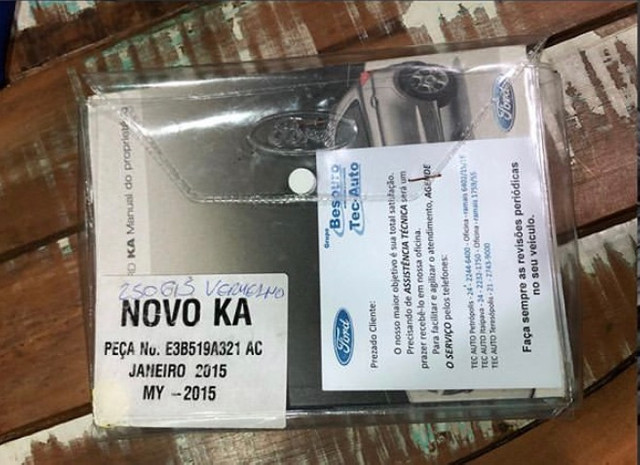 KA Manual do proprietário
Ford
250613 VERMELHO
NOVO KA
PEÇA No. E3B519A321 AC
JANEIRO 2015
MY -2015
Grupo
Besouro
Tec-Auto
Ford
Prezado Cliente:
O nosso maior objetivo é sua total satisfação.
Precisando de ASSISTÊNCIA TÉCNICA será um
prazer recebê-lo em nossa oficina.
Para facilitar e agilizar o atendimento, AGENDE
O SERVIÇO pelos telefones:
TEC AUTO Petrópolis - 24 - 2244-6400 - Oficina - ramais
TEC AUTO Itaipava - 24 - 2232-1750 - Oficina - ramais
TEC AUTO Teresópolis - 21 - 2743-9000
Faça sempre as revisões periódicas
no seu veículo.